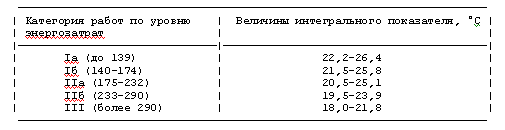 Категория работ по уровню Величины интегрального показателя, °C
энергозатрат
Iа (до 139) 22,2-26,4
Iб (140-174) 21,5-25,8
IIа (175-232) 20,5-25,1
IIб (233-290) 19,5-23,9
III (более 290) 18,0-21,8